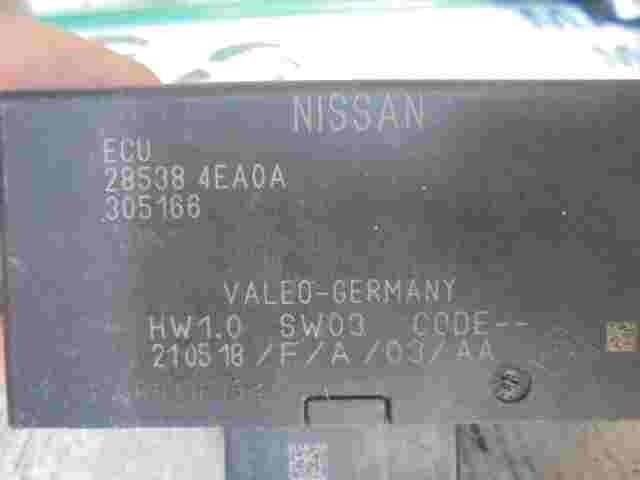 NISSAN
ECU
28538 4EA0A
305166
VALEO-GERMANY
HW1.0 SW03 CODE--
210518/F/A/03/AA